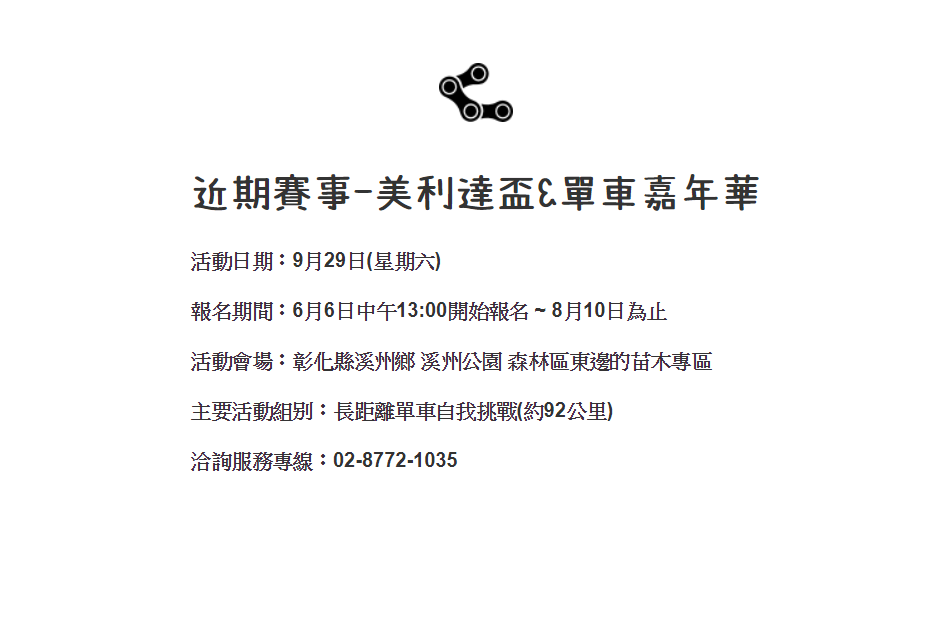 近期賽事-美利達盃&單車嘉年華
活動日期：9月29日(星期六)
報名期間：6月6日中午13:00開始報名 ~ 8月10日為止
活動會場：彰化縣溪州鄉 溪州公園 森林區東邊的苗木專區
主要活動組別：長距離單車自我挑戰(約92公里)
洽詢服務專線：02-8772-1035